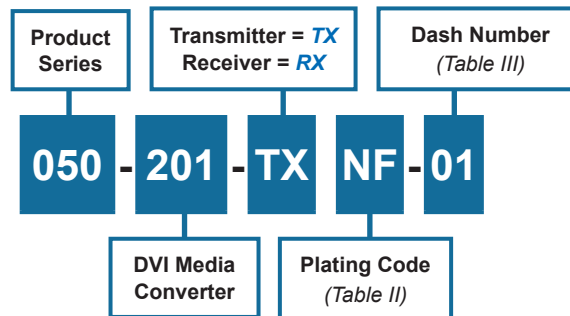 Product
Series
Transmitter = TX
Receiver = RX
Dash Number
(Table III)
050 - 201 - TX NF - 01
DVI Media
Converter
Plating Code
(Table II)